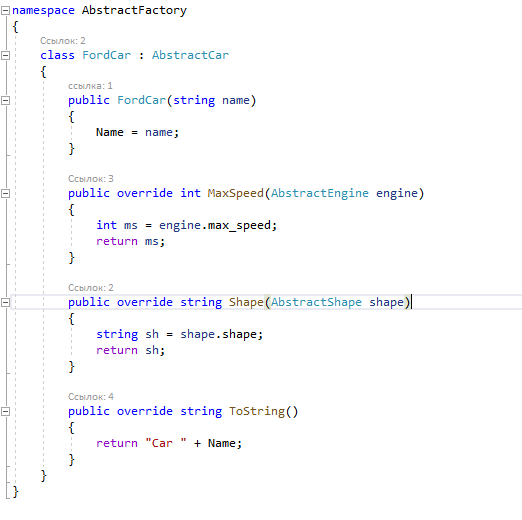 namespace AbstractFactory
{
Ссылок: 2
class FordCar : AbstractCar
{
ссылка: 1
public FordCar(string name)
{
Name = name;
}
Ссылок: 3
public override int MaxSpeed(AbstractEngine engine)
{
int ms = engine.max_speed;
return ms;
}
Ссылок: 2
public override string Shape(AbstractShape shape)
{
string sh = shape.shape;
return sh;
}
Ссылок: 4
public override string ToString()
{
return "Car " + Name;
}
}
}